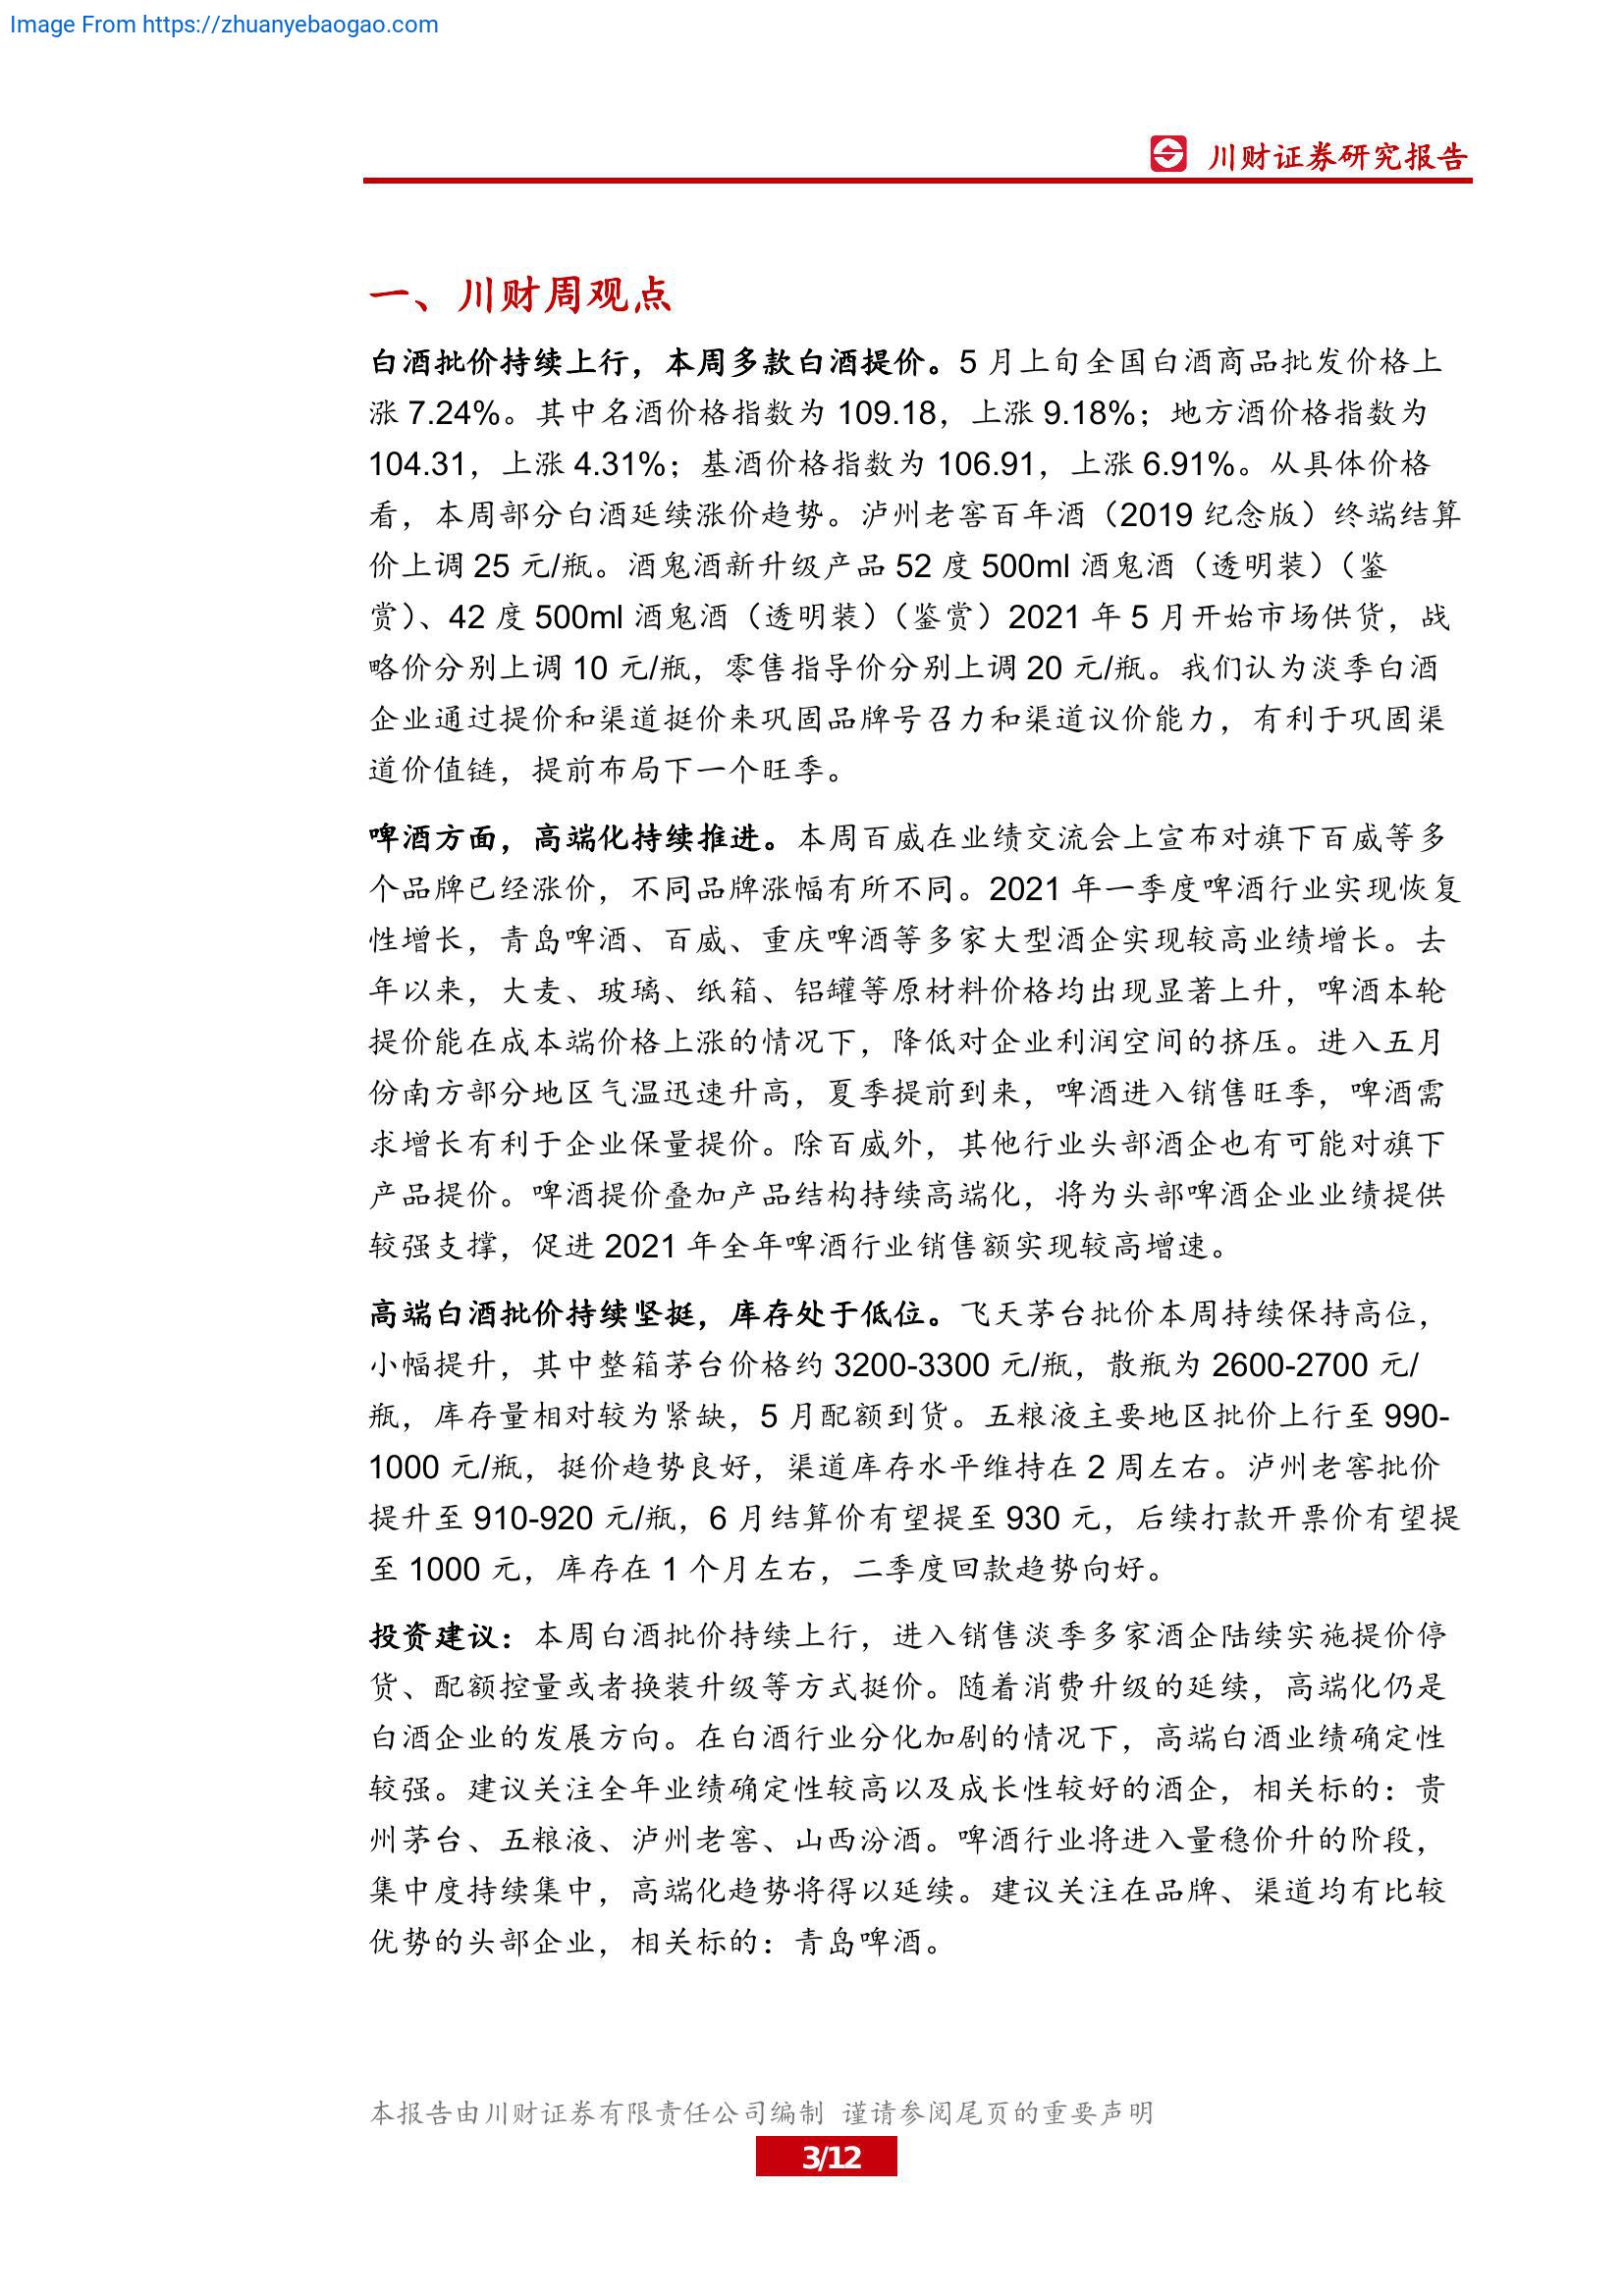 Image From https://zhuanyebaogao.com
川财证券研究报告
一、川财周观点
白酒批价持续上行，本周多款白酒提价。5 月上旬全国白酒商品批发价格上
涨 7.24%。其中名酒价格指数为 109.18，上涨 9.18%；地方酒价格指数为
104.31，上涨 4.31%；基酒价格指数为 106.91，上涨 6.91%。从具体价格
看，本周部分白酒延续涨价趋势。泸州老窖百年酒（2019 纪念版）终端结算
价上调 25 元/瓶。酒鬼酒新升级产品 52 度 500ml 酒鬼酒（透明装）（鉴
赏）、42 度 500ml 酒鬼酒（透明装）（鉴赏）2021 年 5 月开始市场供货，战
略价分别上调 10 元/瓶，零售指导价分别上调 20 元/瓶。我们认为淡季白酒
企业通过提价和渠道挺价来巩固品牌号召力和渠道议价能力，有利于巩固渠
道价值链，提前布局下一个旺季。
啤酒方面，高端化持续推进。本周百威在业绩交流会上宣布对旗下百威等多
个品牌已经涨价，不同品牌涨幅有所不同。2021 年一季度啤酒行业实现恢复
性增长，青岛啤酒、百威、重庆啤酒等多家大型酒企实现较高业绩增长。去
年以来，大麦、玻璃、纸箱、铝罐等原材料价格均出现显著上升，啤酒本轮
提价能在成本端价格上涨的情况下，降低对企业利润空间的挤压。进入五月
份南方部分地区气温迅速升高，夏季提前到来，啤酒进入销售旺季，啤酒需
求增长有利于企业保量提价。除百威外，其他行业头部酒企也有可能对旗下
产品提价。啤酒提价叠加产品结构持续高端化，将为头部啤酒企业业绩提供
较强支撑，促进 2021 年全年啤酒行业销售额实现较高增速。
高端白酒批价持续坚挺，库存处于低位。飞天茅台批价本周持续保持高位，
小幅提升，其中整箱茅台价格约 3200-3300 元/瓶，散瓶为 2600-2700 元/
瓶，库存量相对较为紧缺，5 月配额到货。五粮液主要地区批价上行至 990-
1000 元/瓶，挺价趋势良好，渠道库存水平维持在 2 周左右。泸州老窖批价
提升至 910-920 元/瓶，6 月结算价有望提至 930 元，后续打款开票价有望提
至 1000 元，库存在 1 个月左右，二季度回款趋势向好。
投资建议：本周白酒批价持续上行，进入销售淡季多家酒企陆续实施提价停
货、配额控量或者换装升级等方式挺价。随着消费升级的延续，高端化仍是
白酒企业的发展方向。在白酒行业分化加剧的情况下，高端白酒业绩确定性
较强。建议关注全年业绩确定性较高以及成长性较好的酒企，相关标的：贵
州茅台、五粮液、泸州老窖、山西汾酒。啤酒行业将进入量稳价升的阶段，
集中度持续集中，高端化趋势将得以延续。建议关注在品牌、渠道均有比较
优势的头部企业，相关标的：青岛啤酒。
本报告由川财证券有限责任公司编制 谨请参阅尾页的重要声明
3/12